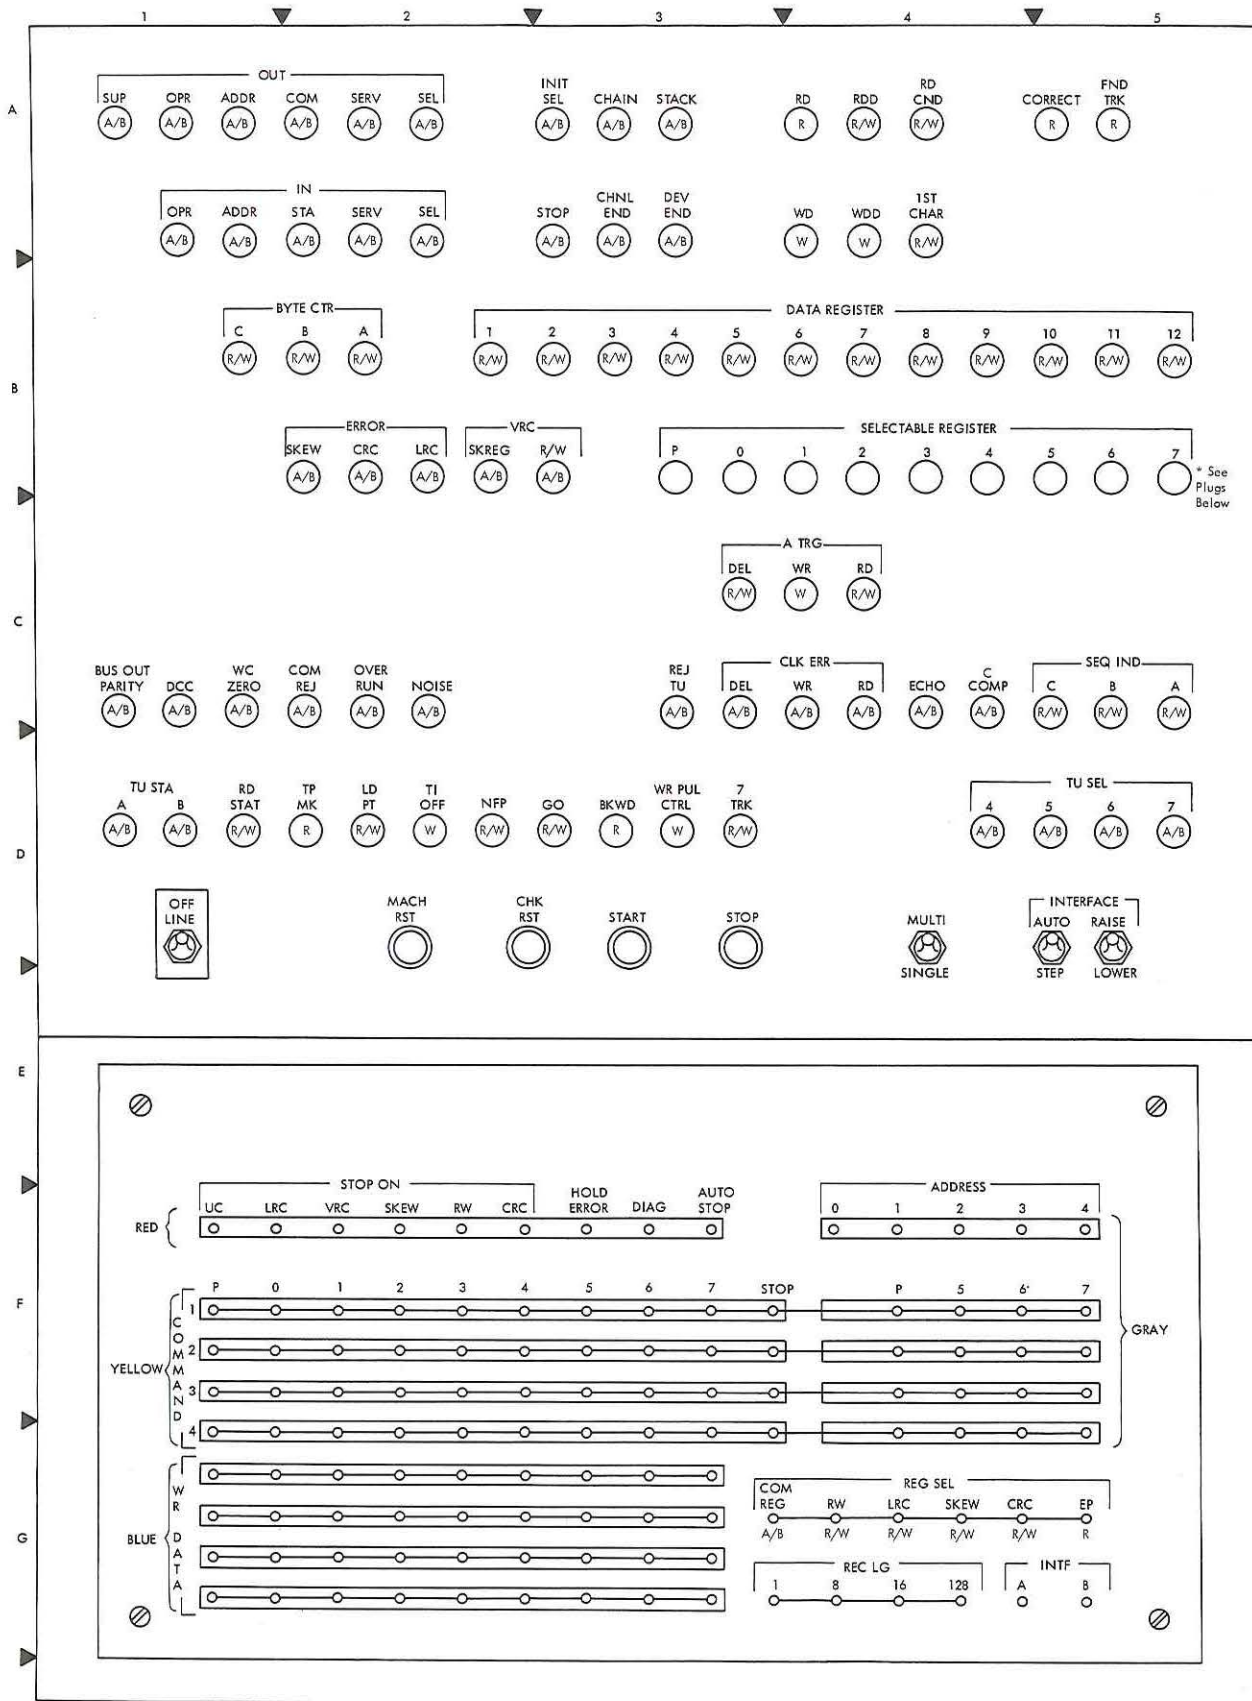 1 2 3 4 5
OUT
INIT RD FND
SUP OPR ADDR COM SERV SEL SEL CHAIN STACK RD RDD CND CORRECT TRK
A
A/B A/B A/B A/B A/B A/B A/B A/B A/B R R/W R/W R R
IN
CHNL DEV 1ST
OPR ADDR STA SERV SEL STOP END END WD WDD CHAR
A/B A/B A/B A/B A/B A/B A/B A/B W W R/W
BYTE CTR DATA REGISTER
C B A 1 2 3 4 5 6 7 8 9 10 11 12
R/W R/W R/W R/W R/W R/W R/W R/W R/W R/W R/W R/W R/W R/W R/W
B
ERROR VRC SELECTABLE REGISTER
SKEW CRC LRC SKREG R/W P 0 1 2 3 4 5 6 7
A/B A/B A/B A/B A/B
* See
Plugs
Below
A TRG
DEL WR RD
R/W W R/W
C
BUS OUT WC COM OVER REJ CLK ERR C SEQ IND
PARITY DCC ZERO REJ RUN NOISE TU DEL WR RD ECHO COMP C B A
A/B A/B A/B A/B A/B A/B A/B A/B A/B A/B A/B A/B R/W R/W R/W
TU STA RD TP LD TI WR PUL 7 TU SEL
A B STAT MK PT OFF NFP GO BKWD CTRL TRK 4 5 6 7
A/B A/B R/W R R/W W R/W R/W R W R/W A/B A/B A/B A/B
D
OFF MACH CHK INTERFACE
LINE RST RST START STOP MULTI AUTO RAISE
SINGLE STEP LOWER
E
STOP ON HOLD AUTO ADDRESS
UC LRC VRC SKEW RW CRC ERROR DIAG STOP 0 1 2 3 4
RED
F
P 0 1 2 3 4 5 6 7 STOP P 5 6 7
1
2
3
4
YELLOW COMMAND GRAY
G
BLUE WR DATA
COM REG SEL
REG RW LRC SKEW CRC EP
A/B R/W R/W R/W R/W R
REC LG INTF
1 8 16 128 A B